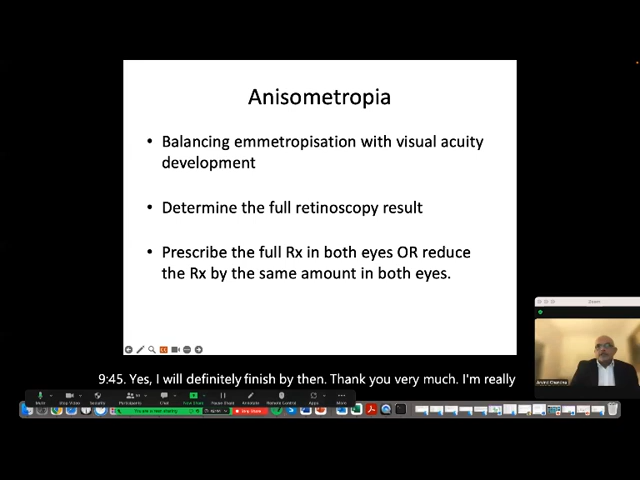 Anisometropia
• Balancing emmetropisation with visual acuity
development
• Determine the full retinoscopy result
• Prescribe the full Rx in both eyes OR reduce
the Rx by the same amount in both eyes.
9:45. Yes, I will definitely finish by then. Thank you very much. I'm really